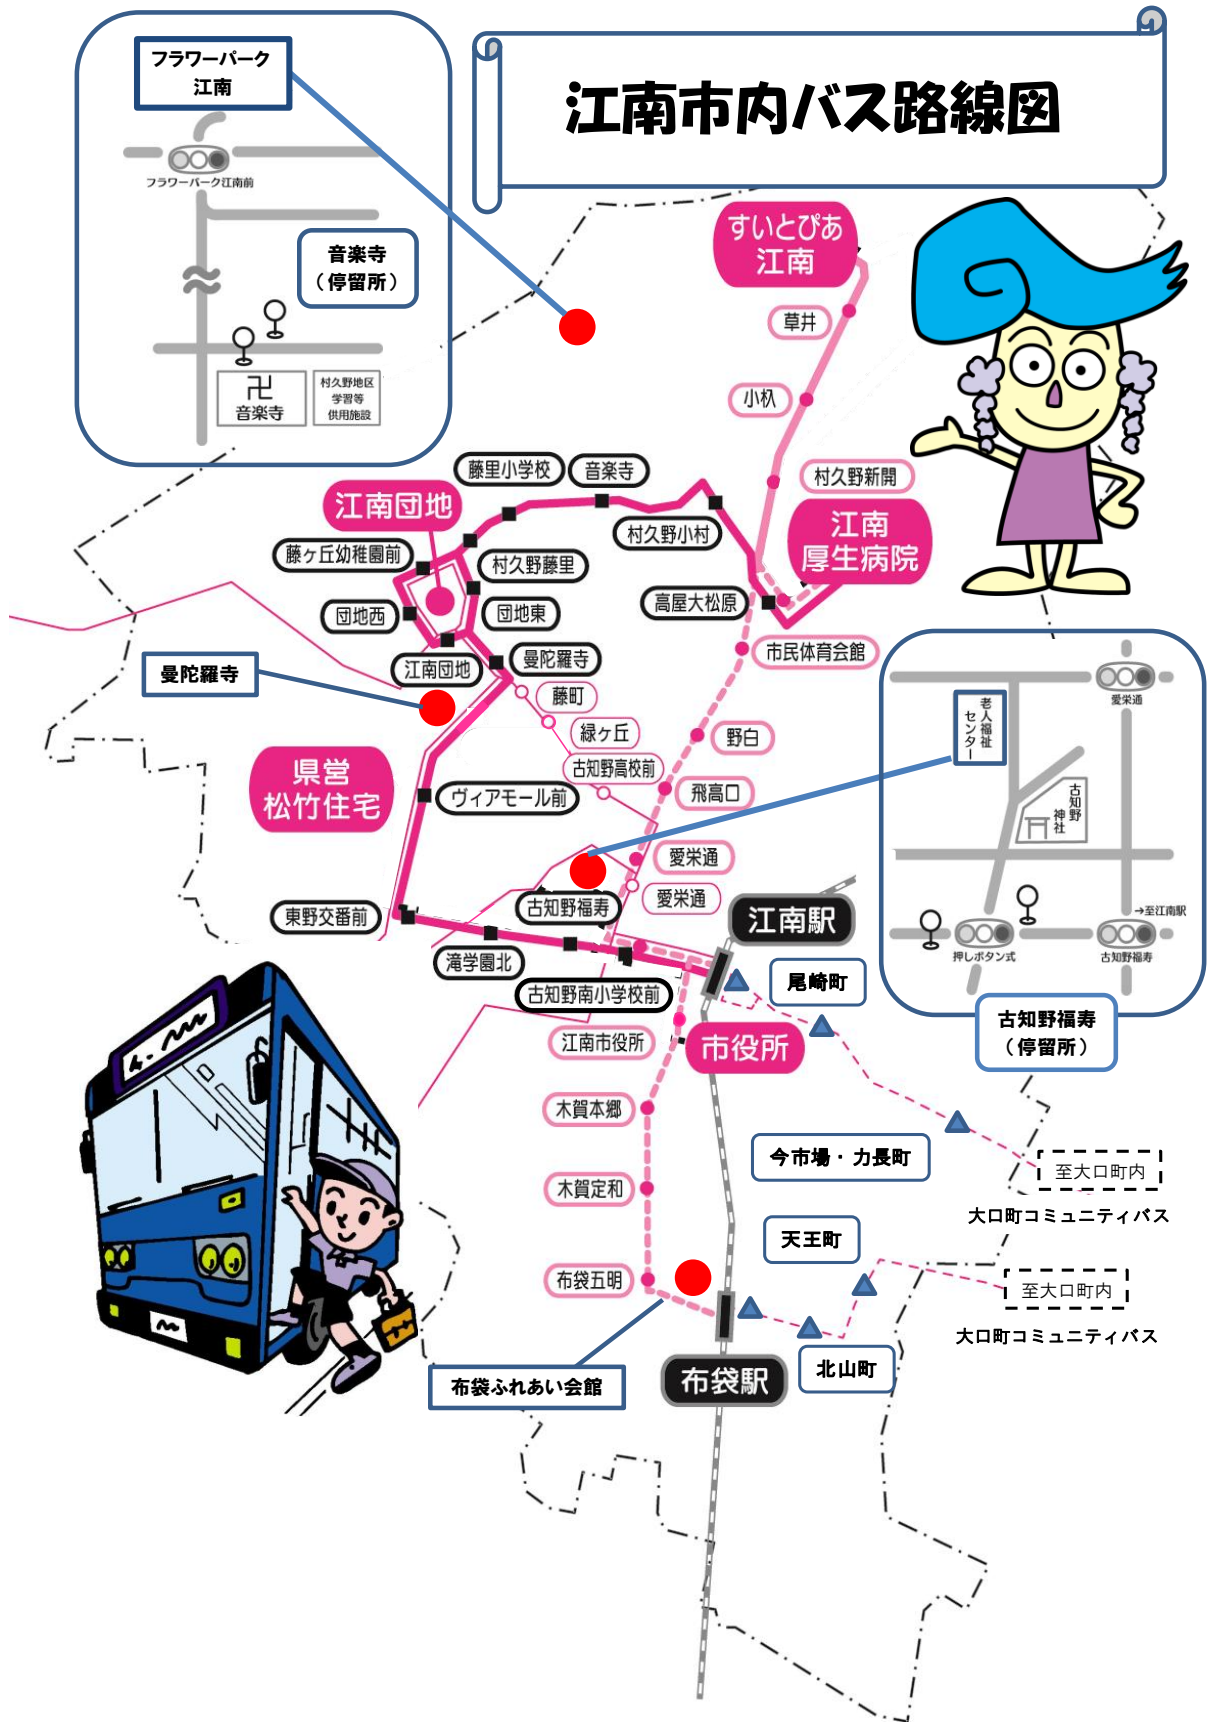 江南市内バス路線図
フラワーパーク
江南
フラワーパーク江南前
音楽寺
（停留所）
卍
音楽寺
村久野地区
学習等
供用施設
すいとぴあ
江南
草井
小杁
村久野新開
江南
厚生病院
藤里小学校
音楽寺
村久野小村
江南団地
藤ヶ丘幼稚園前
村久野藤里
高屋大松原
団地西
団地東
市民体育会館
江南団地
曼陀羅寺
曼陀羅寺
藤町
緑ヶ丘
野白
古知野高校前
県営
松竹住宅
ヴィアモール前
飛高口
愛栄通
愛栄通
東野交番前
古知野福寿
江南駅
滝学園北
古知野南小学校前
尾崎町
江南市役所
市役所
愛栄通
老人福祉
センター
古知野
神社
→至江南駅
押しボタン式
古知野福寿
古知野福寿
（停留所）
木賀本郷
今市場・力長町
至大口町内
大口町コミュニティバス
木賀定和
天王町
布袋五明
至大口町内
大口町コミュニティバス
布袋ふれあい会館
布袋駅
北山町